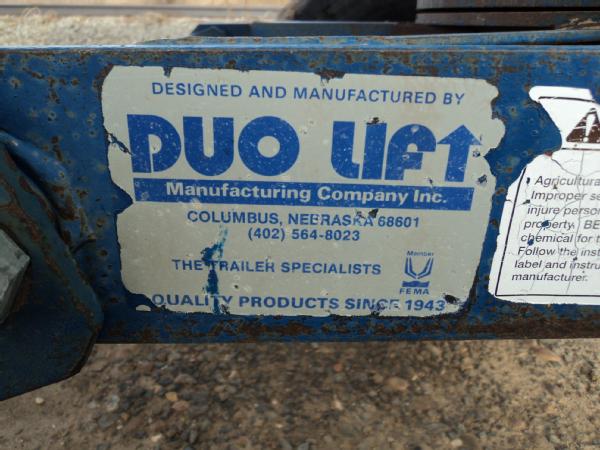 DESIGNED AND MANUFACTURED BY
DUO LIFT
Manufacturing Company Inc.
COLUMBUS, NEBRASKA 68601
(402) 564-8023
THE TRAILER SPECIALISTS
Member
FEMA
QUALITY PRODUCTS SINCE 1943
Agricultural
Improper se
injure person
property. BE
chemical for t
Follow the inst
label and instru
manufacturer.